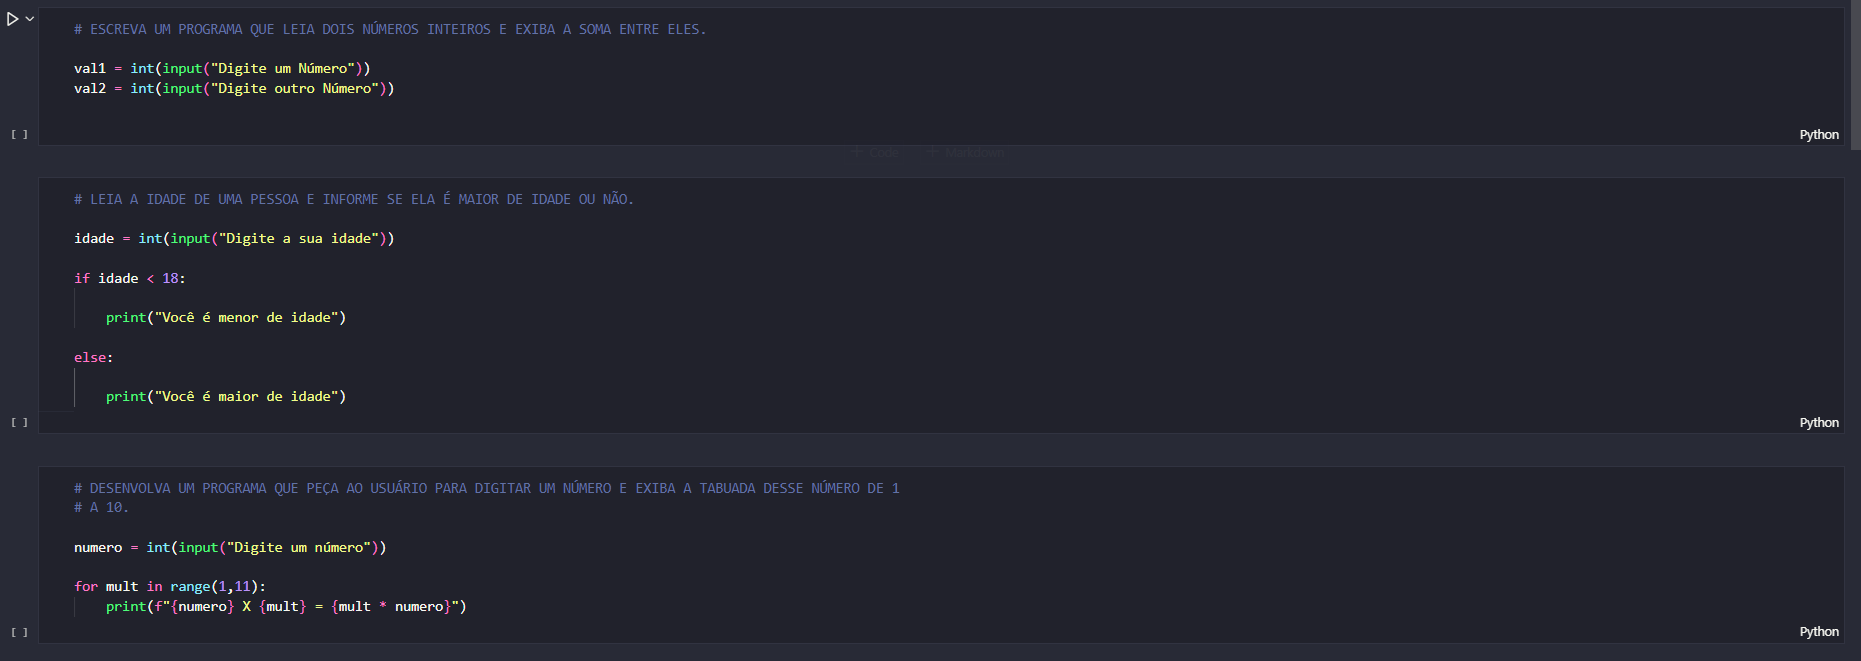 # ESCREVA UM PROGRAMA QUE LEIA DOIS NÚMEROS INTEIROS E EXIBA A SOMA ENTRE ELES.
val1 = int(input("Digite um Número"))
val2 = int(input("Digite outro Número"))
[ ]
Python
+ Code + Markdown
# LEIA A IDADE DE UMA PESSOA E INFORME SE ELA É MAIOR DE IDADE OU NÃO.
idade = int(input("Digite a sua idade"))
if idade < 18:
print("Você é menor de idade")
else:
print("Você é maior de idade")
[ ]
Python
# DESENVOLVA UM PROGRAMA QUE PEÇA AO USUÁRIO PARA DIGITAR UM NÚMERO E EXIBA A TABUADA DESSE NÚMERO DE 1
# A 10.
numero = int(input("Digite um número"))
for mult in range(1,11):
print(f"{numero} X {mult} = {mult * numero}")
[ ]
Python